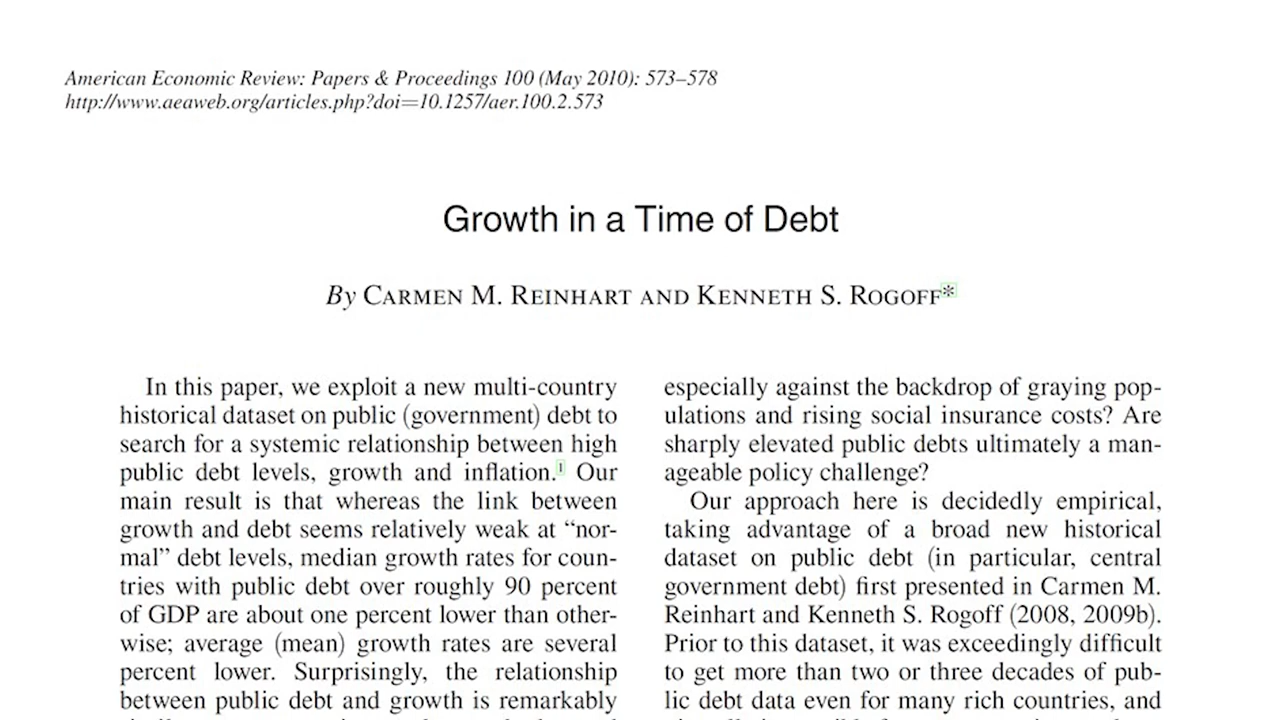 American Economic Review: Papers & Proceedings 100 (May 2010): 573–578
http://www.aeaweb.org/articles.php?doi=10.1257/aer.100.2.573
Growth in a Time of Debt
By CARMEN M. REINHART AND KENNETH S. ROGOFF*
In this paper, we exploit a new multi-country
historical dataset on public (government) debt to
search for a systemic relationship between high
public debt levels, growth and inflation.¹ Our
main result is that whereas the link between
growth and debt seems relatively weak at “nor-
mal” debt levels, median growth rates for coun-
tries with public debt over roughly 90 percent
of GDP are about one percent lower than other-
wise; average (mean) growth rates are several
percent lower. Surprisingly, the relationship
between public debt and growth is remarkably
especially against the backdrop of graying pop-
ulations and rising social insurance costs? Are
sharply elevated public debts ultimately a man-
ageable policy challenge?
Our approach here is decidedly empirical,
taking advantage of a broad new historical
dataset on public debt (in particular, central
government debt) first presented in Carmen M.
Reinhart and Kenneth S. Rogoff (2008, 2009b).
Prior to this dataset, it was exceedingly difficult
to get more than two or three decades of pub-
lic debt data even for many rich countries, and